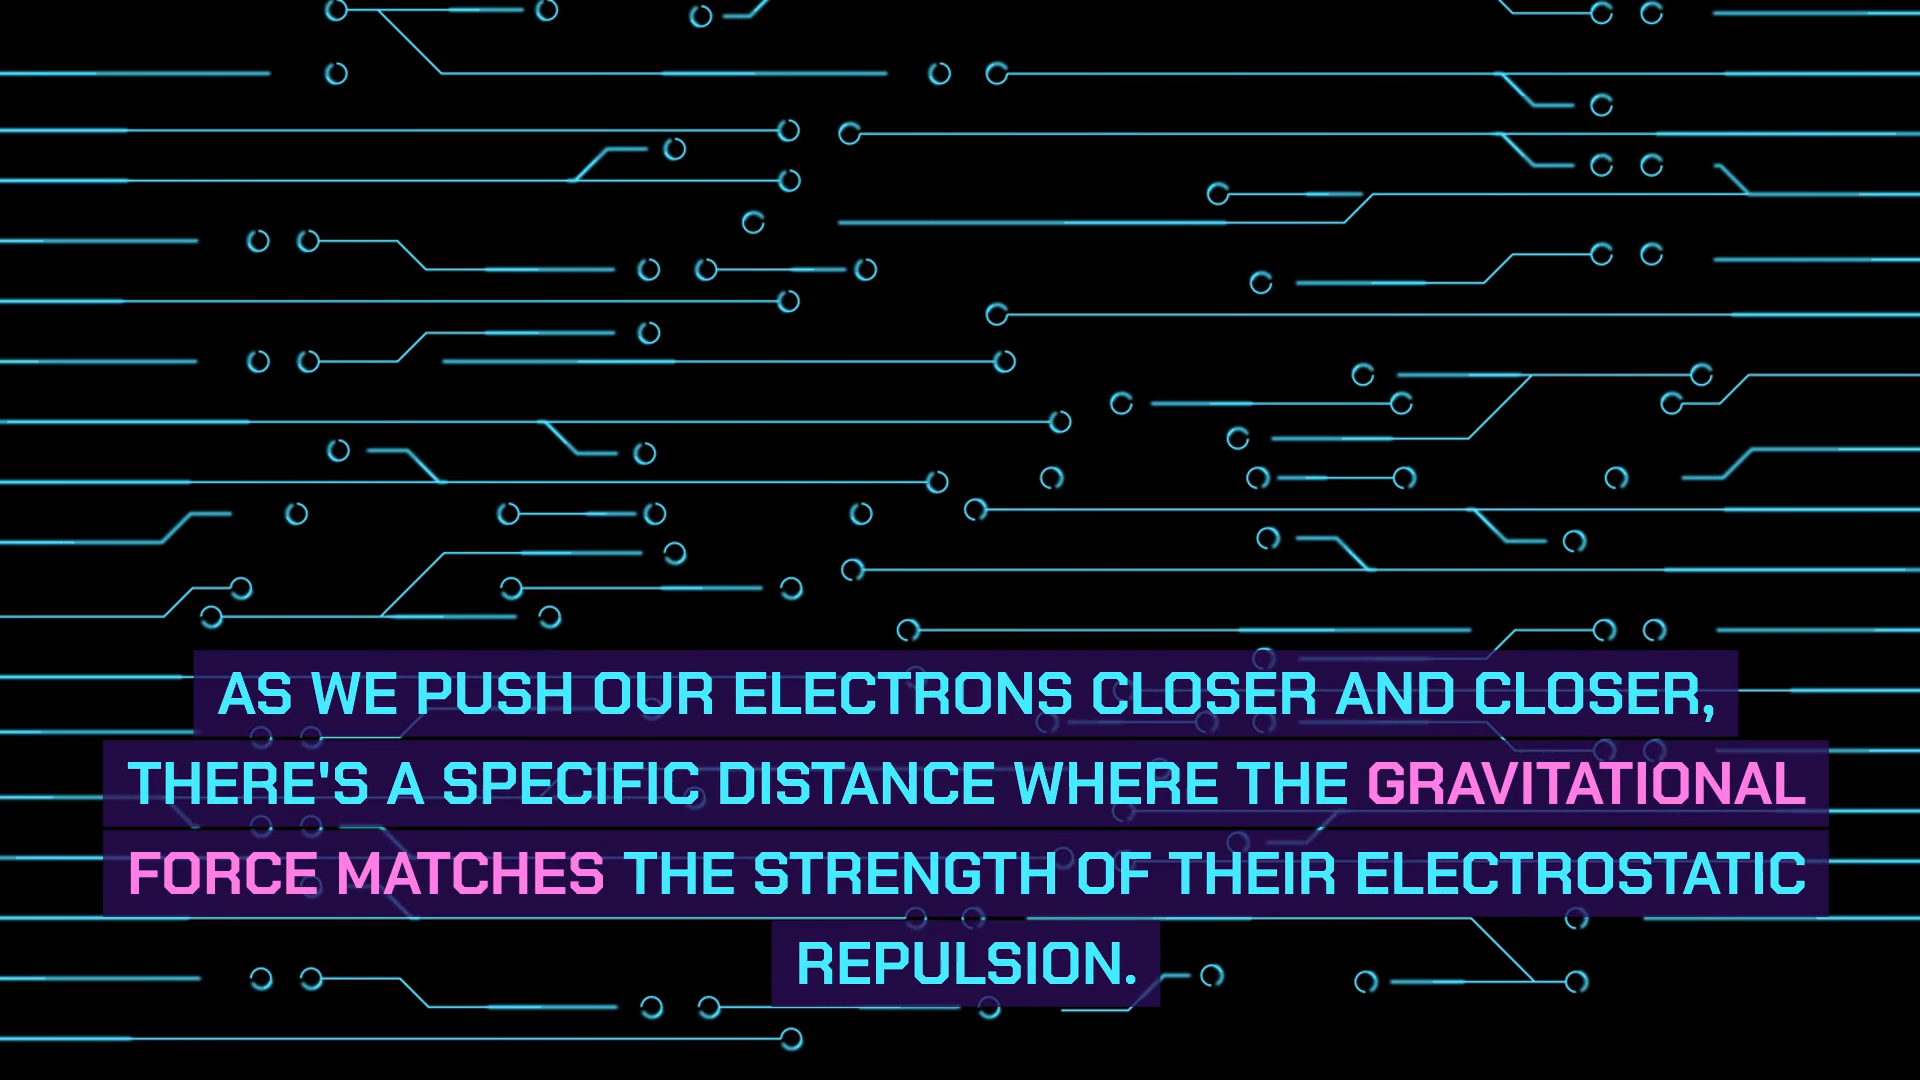 AS WE PUSH OUR ELECTRONS CLOSER AND CLOSER,
THERE'S A SPECIFIC DISTANCE WHERE THE GRAVITATIONAL
FORCE MATCHES THE STRENGTH OF THEIR ELECTROSTATIC
REPULSION.